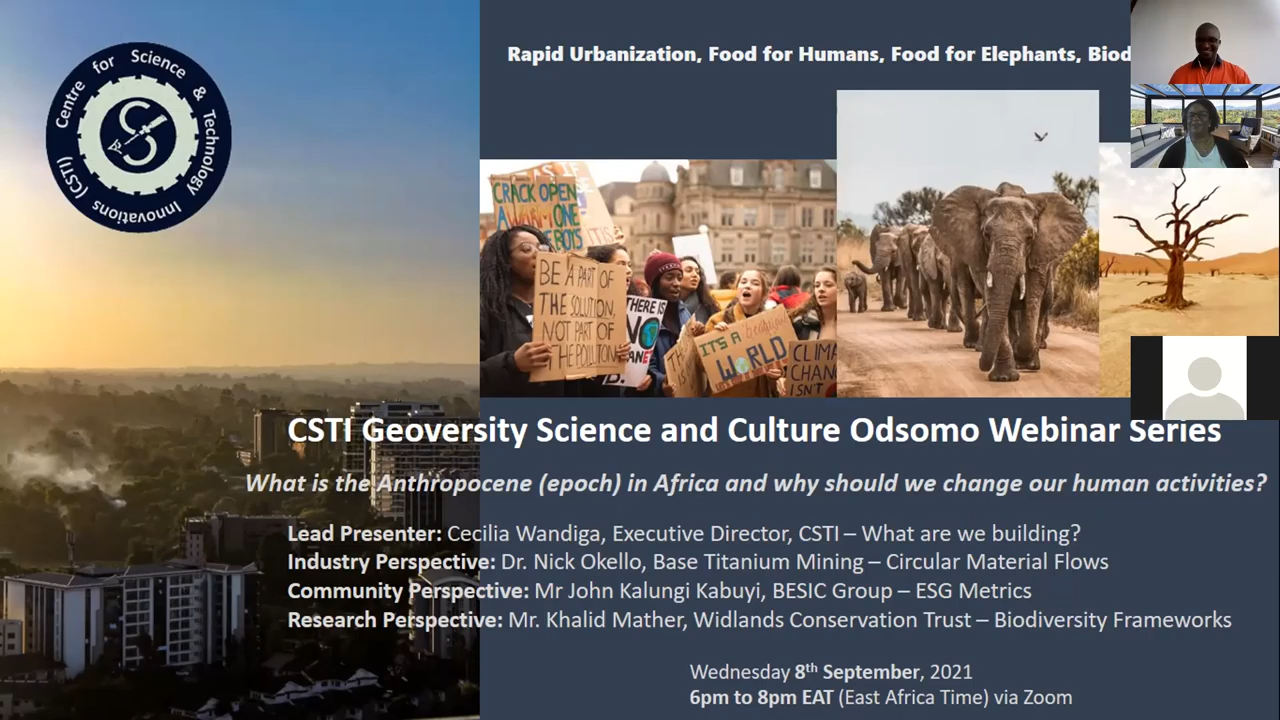 Centre for Science & Technology Innovations (CSTI)
Rapid Urbanization, Food for Humans, Food for Elephants, Biod
CRACK OPEN
ONE
BOYS
BE A PART OF
THE SOLUTION,
NOT PART OF
THE POLLUTION
THERE IS
NO
IT'S A beautiful
WORLD
CSTI Geoversity Science and Culture Odsomo Webinar Series
What is the Anthropocene (epoch) in Africa and why should we change our human activities?
Lead Presenter: Cecilia Wandiga, Executive Director, CSTI – What are we building?
Industry Perspective: Dr. Nick Okello, Base Titanium Mining – Circular Material Flows
Community Perspective: Mr John Kalungi Kabuyi, BESIC Group – ESG Metrics
Research Perspective: Mr. Khalid Mather, Widlands Conservation Trust – Biodiversity Frameworks
Wednesday 8th September, 2021
6pm to 8pm EAT (East Africa Time) via Zoom